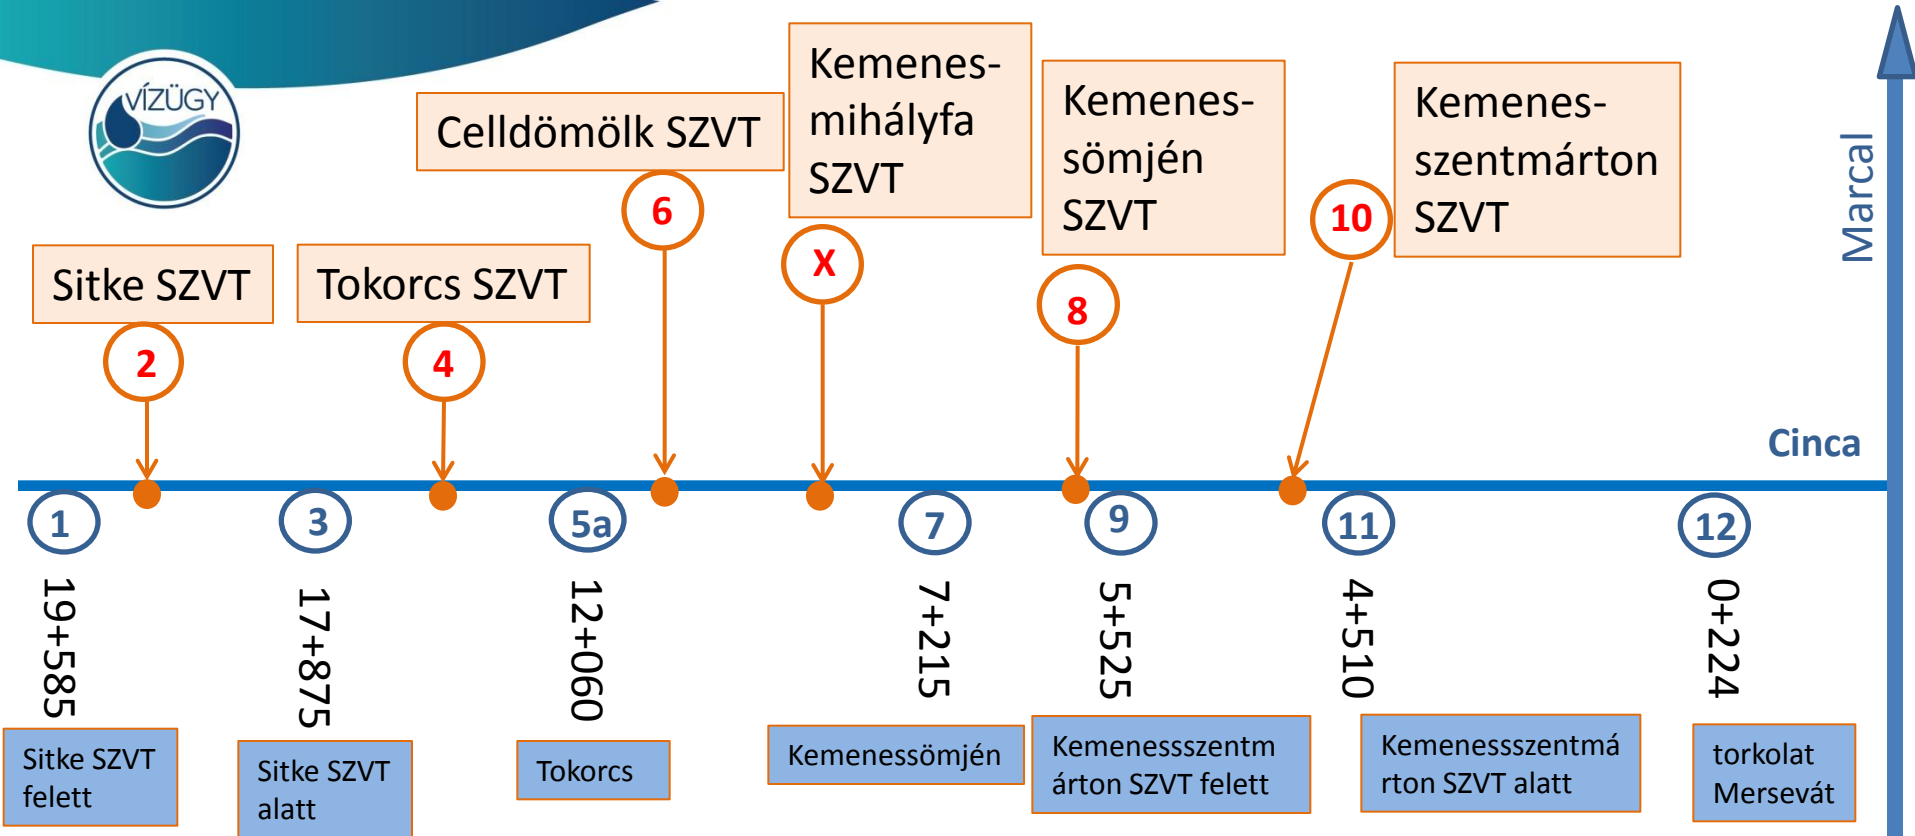 VÍZÜGY
Sitke SZVT
2
Tokorcs SZVT
4
Celldömölk SZVT
6
Kemenes-
mihályfa
SZVT
X
Kemenes-
sömjén
SZVT
8
Kemenes-
szentmárton
SZVT
10
Marcal
Cinca
1
3
5a
7
9
11
12
19+585
17+875
12+060
7+215
5+525
4+510
0+224
Sitke SZVT
felett
Sitke SZVT
alatt
Tokorcs
Kemenessömjén
Kemenessszentm
árton SZVT felett
Kemenessszentmá
rton SZVT alatt
torkolat
Mersevát